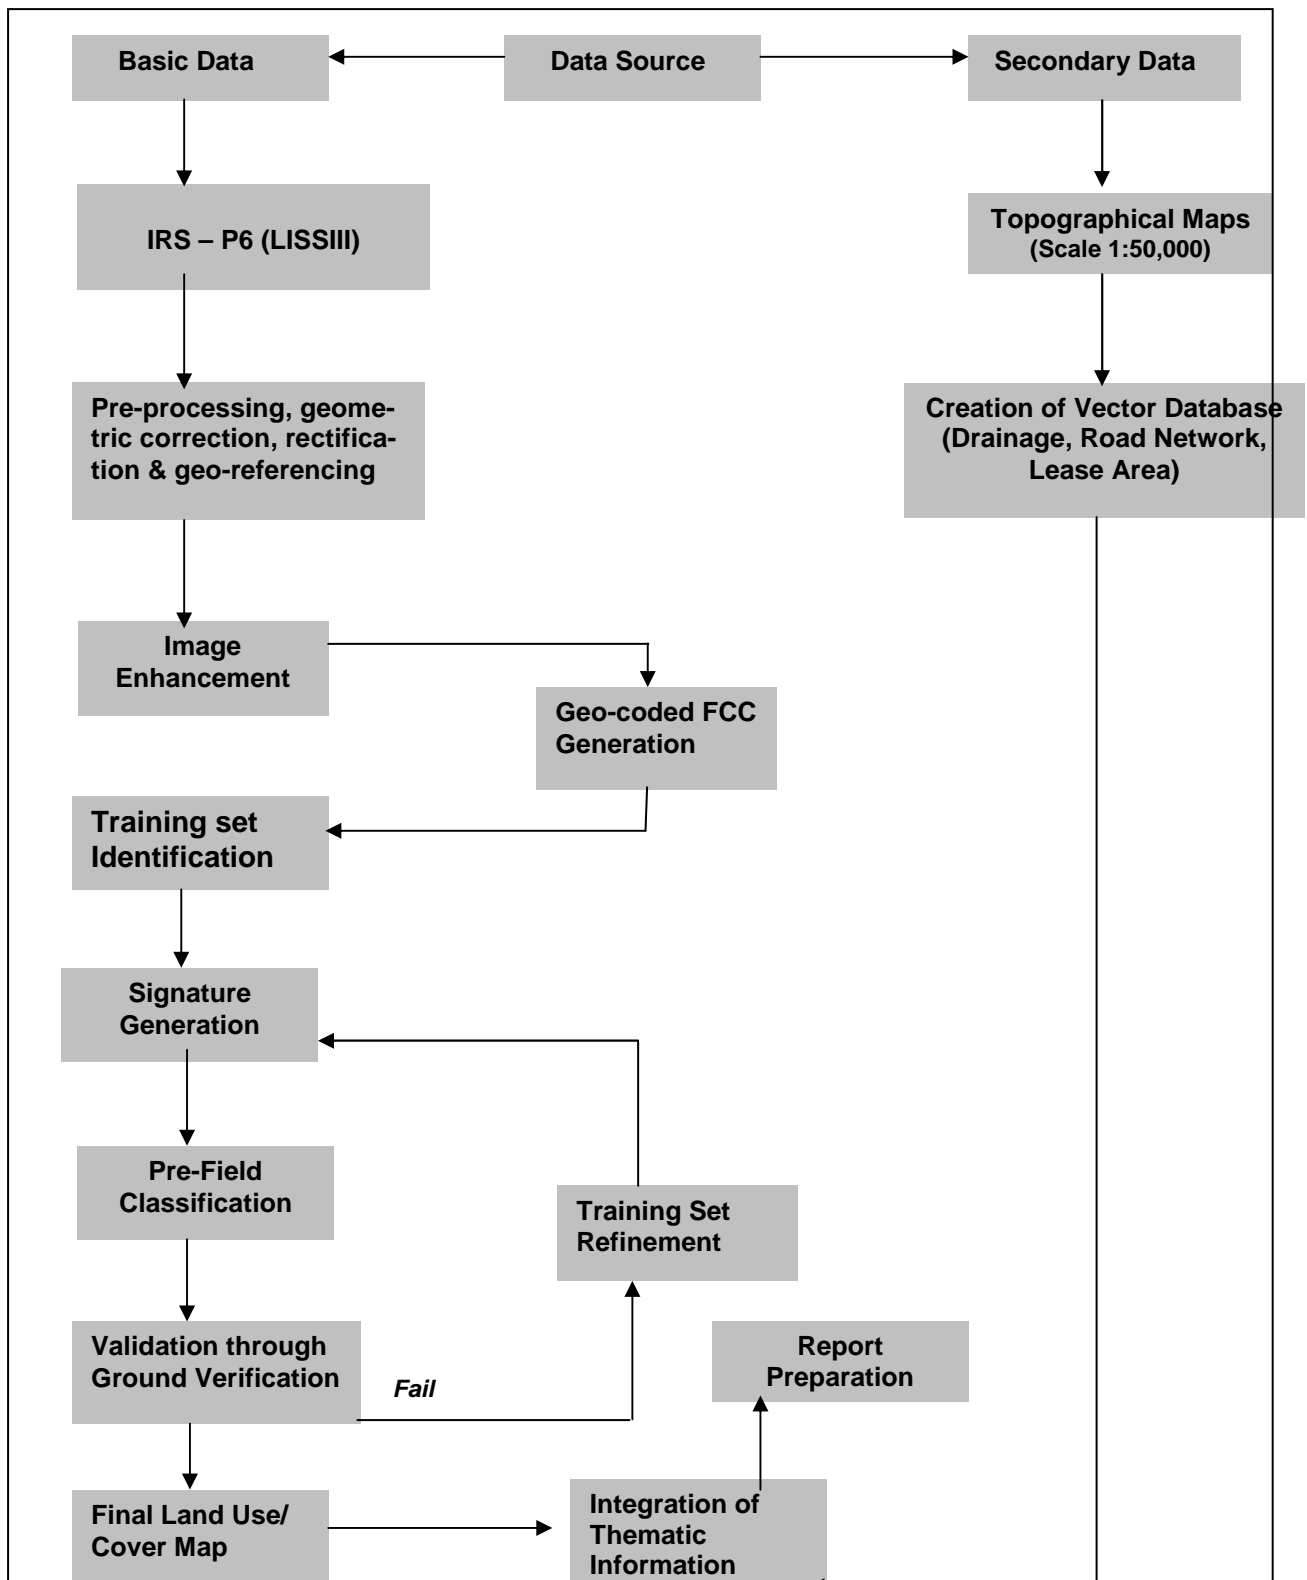 Basic Data
Data Source
Secondary Data
IRS – P6 (LISSIII)
Topographical Maps
(Scale 1:50,000)
Pre-processing, geome-
tric correction, rectifica-
tion & geo-referencing
Creation of Vector Database
(Drainage, Road Network,
Lease Area)
Image
Enhancement
Geo-coded FCC
Generation
Training set
Identification
Signature
Generation
Pre-Field
Classification
Training Set
Refinement
Validation through
Ground Verification
Fail
Report
Preparation
Final Land Use/
Cover Map
Integration of
Thematic
Information